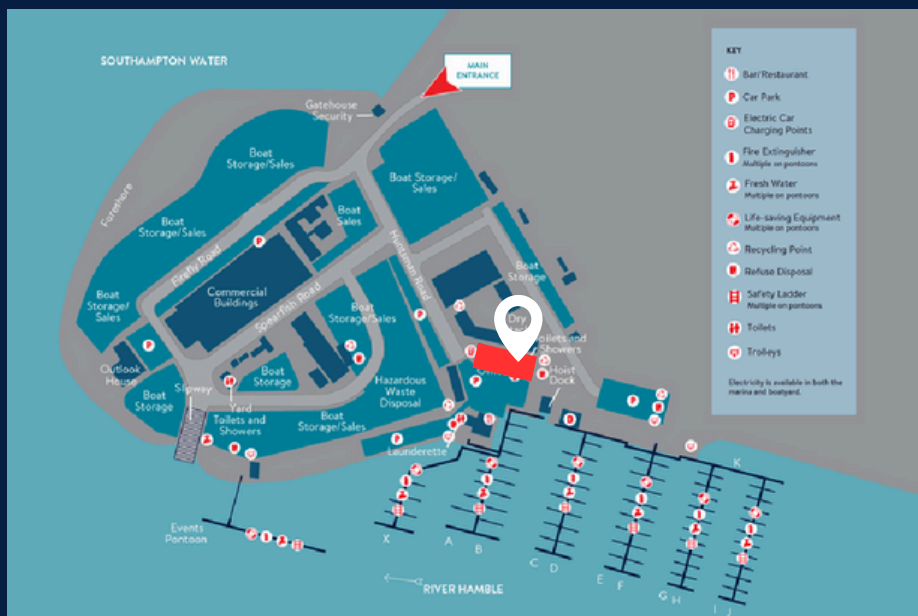 SOUTHAMPTON WATER
MAIN
ENTRANCE
Gatehouse
Security
Boat
Storage/Sales
Boat Storage/
Sales
Foreshore
Boat
Storage/Sales
Boat
Sales
Firefly Road
Huntsman Road
Boat
Storage
Boat
Storage/
Sales
Commercial
Buildings
Spearfish Road
Boat
Storage/Sales
Dry
Toilets and
Showers
Outlook
House
Slipway
Boat
Storage
Boat
Storage
Hazardous
Waste
Disposal
Hoist
Dock
Yard
Toilets and
Showers
Boat
Storage/Sales
Launderette
Events
Pontoon
X
A
B
C
D
E
F
G
H
I
J
K
RIVER HAMBLE
KEY
Bar/Restaurant
P Car Park
Electric Car
Charging Points
Fire Extinguisher
Multiple on pontoons
Fresh Water
Multiple on pontoons
Life-saving Equipment
Multiple on pontoons
Recycling Point
Refuse Disposal
Safety Ladder
Multiple on pontoons
Toilets
Trolleys
Electricity is available in both the
marina and boatyard.
P
P
P
P
P
P